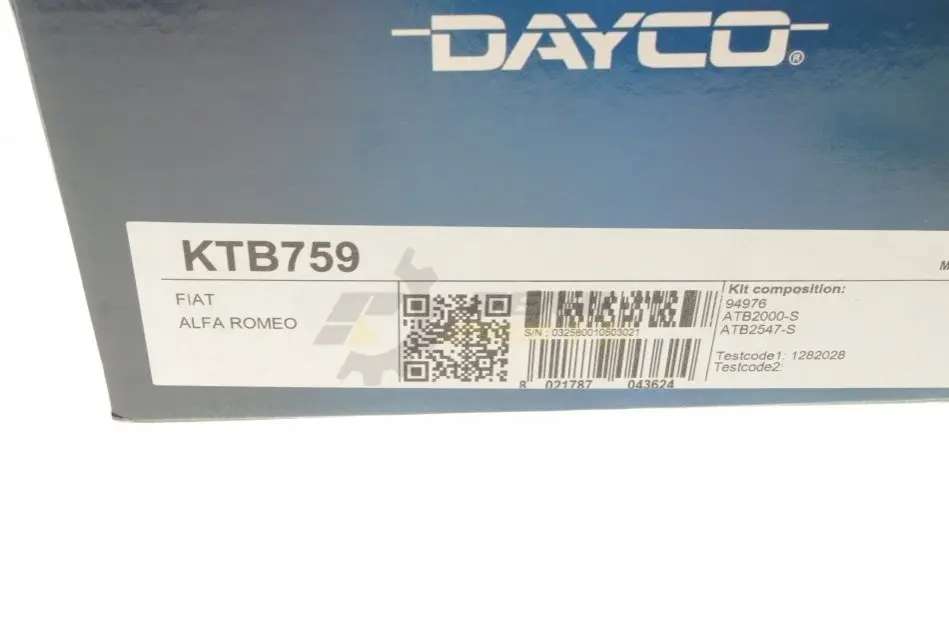 DAYCO®
KTB759
M
FIAT
ALFA ROMEO
S/N : 032580010503021
8 021787 043624
Kit composition:
94976
ATB2000-S
ATB2547-S
Testcode1: 1282028
Testcode2: